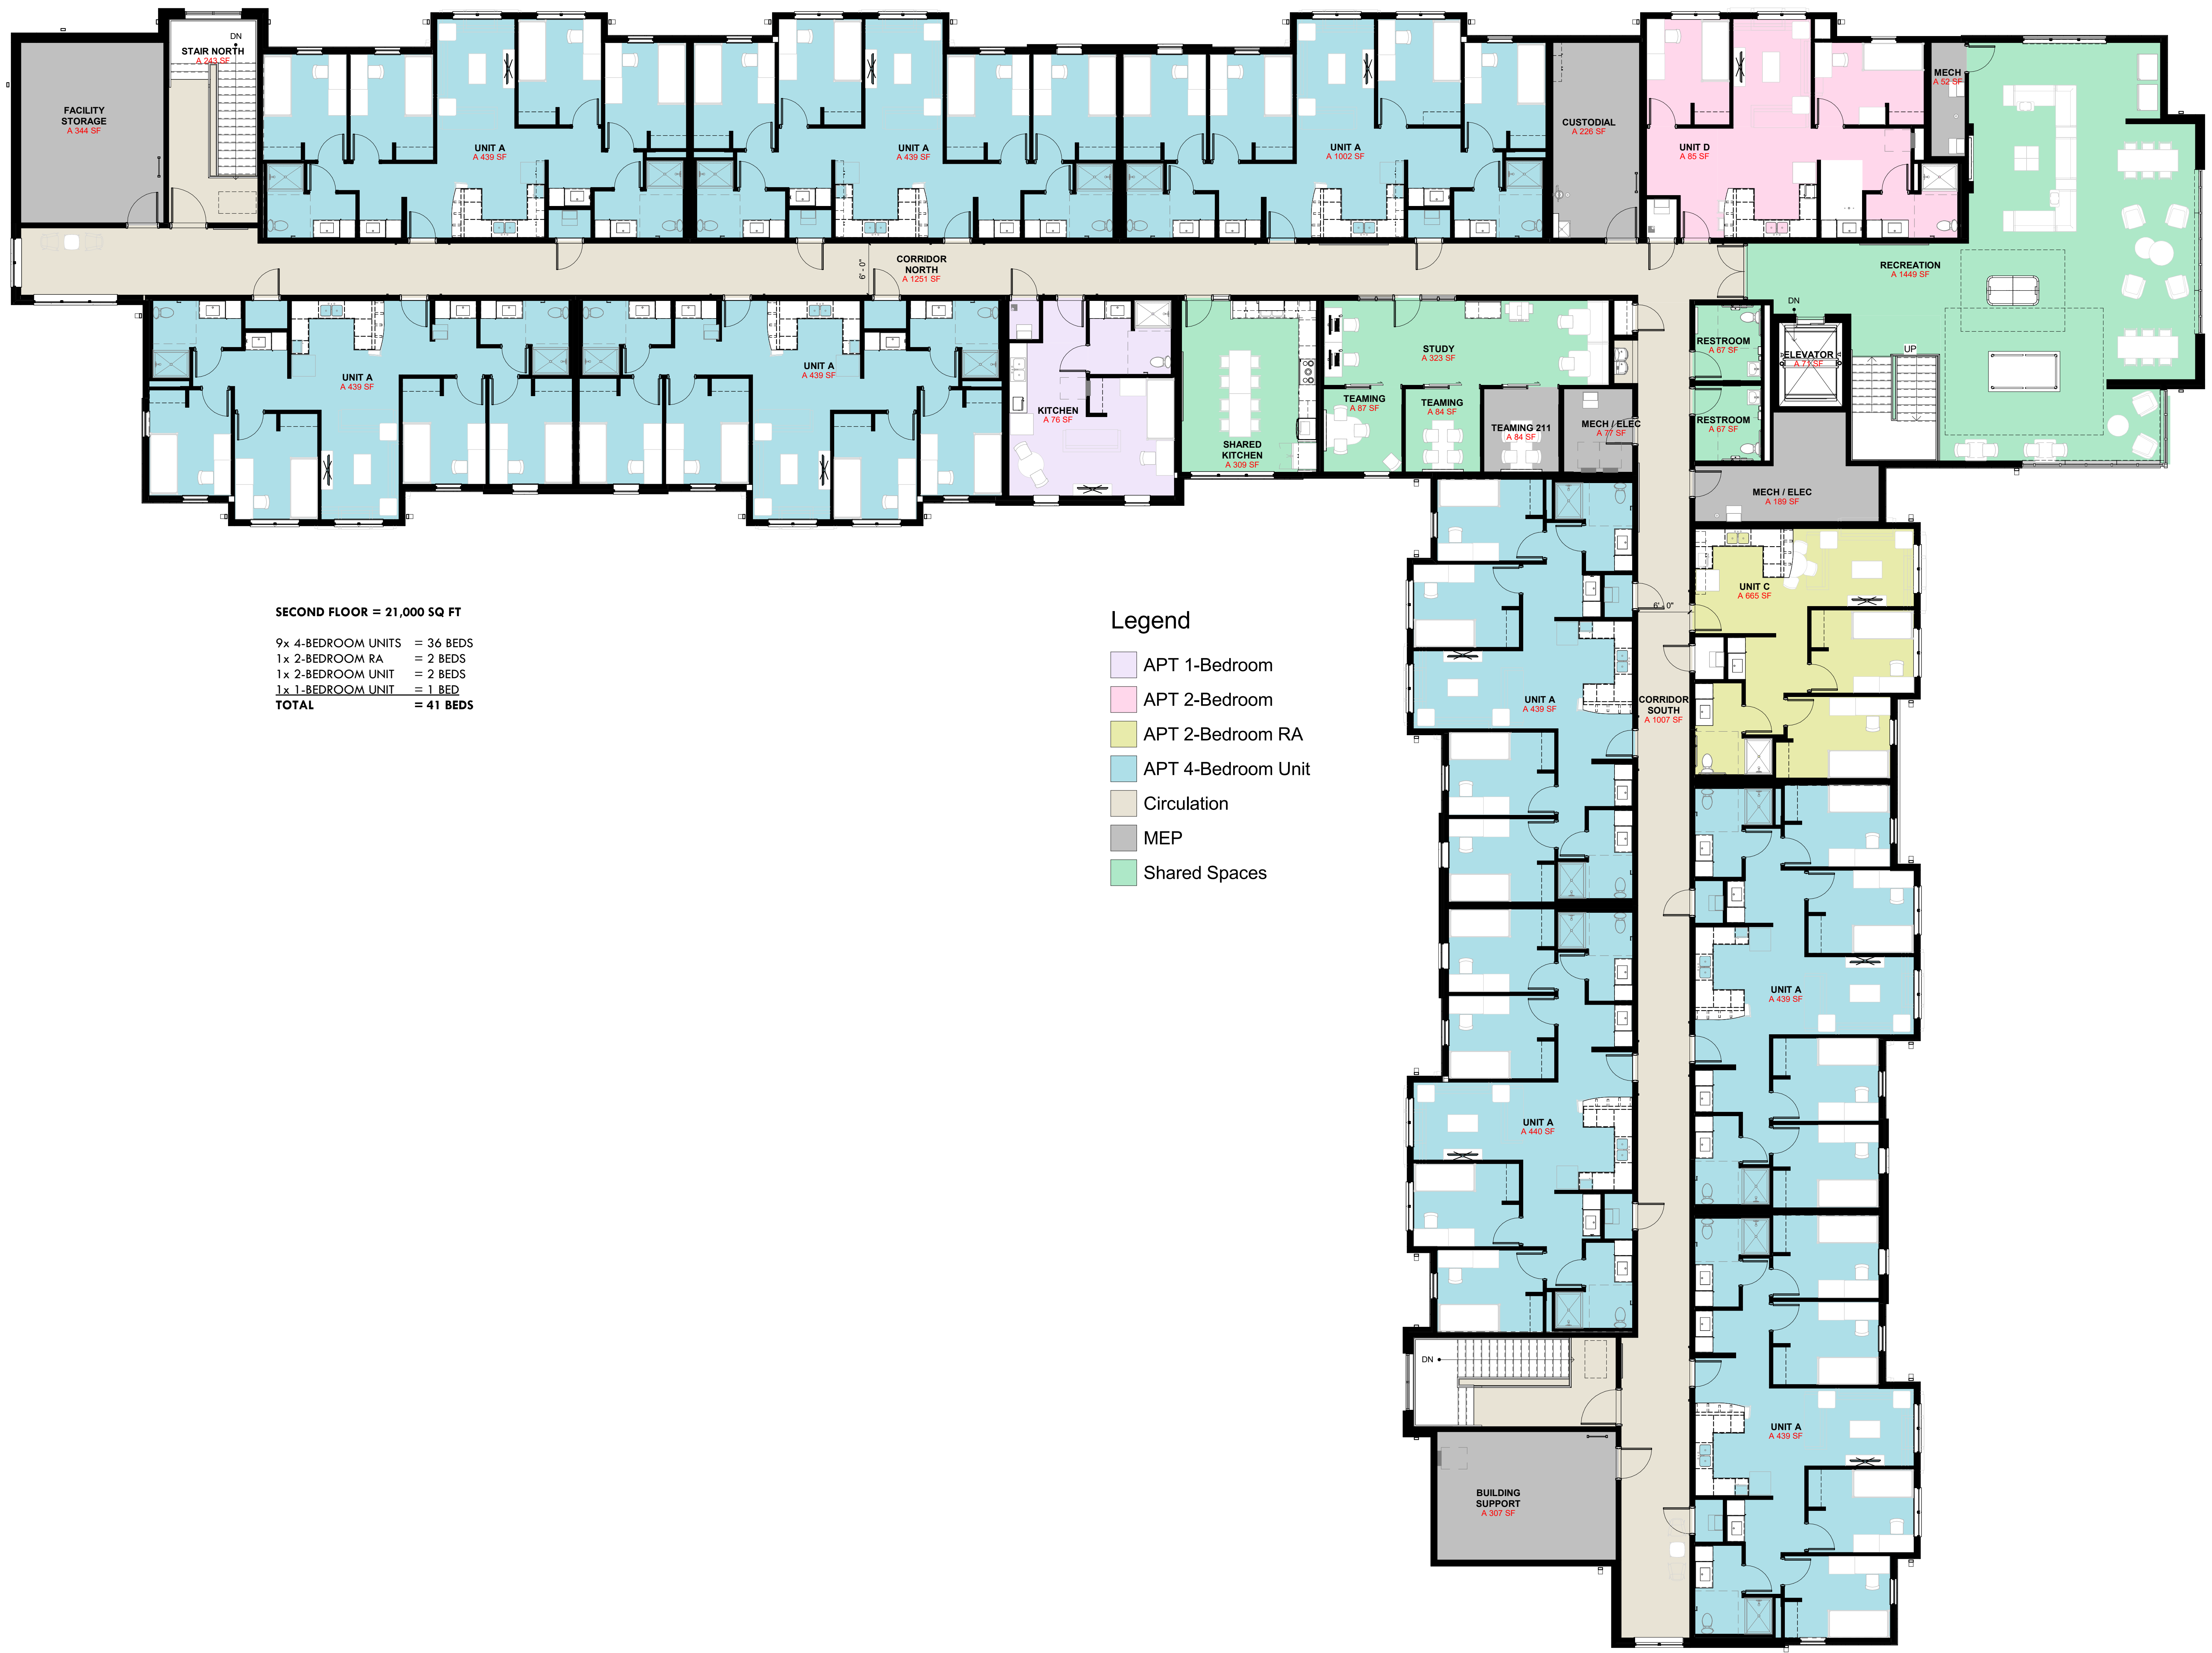 DN
STAIR NORTH
A 243 SF
FACILITY
STORAGE
A 344 SF
UNIT A
A 439 SF
UNIT A
A 439 SF
UNIT A
A 1002 SF
CUSTODIAL
A 226 SF
UNIT D
A 85 SF
MECH
A 52 SF
CORRIDOR
NORTH
A 1251 SF
6' - 0"
RECREATION
A 1449 SF
UNIT A
A 439 SF
UNIT A
A 439 SF
KITCHEN
A 76 SF
SHARED
KITCHEN
A 309 SF
STUDY
A 323 SF
TEAMING
A 87 SF
TEAMING
A 84 SF
TEAMING 211
A 84 SF
MECH / ELEC
A 77 SF
RESTROOM
A 67 SF
RESTROOM
A 67 SF
DN
ELEVATOR
UP
MECH / ELEC
A 189 SF
UNIT C
A 665 SF
6' - 0"
SECOND FLOOR = 21,000 SQ FT
9x 4-BEDROOM UNITS = 36 BEDS
1x 2-BEDROOM RA = 2 BEDS
1x 2-BEDROOM UNIT = 2 BEDS
1x 1-BEDROOM UNIT = 1 BED
TOTAL = 41 BEDS
Legend
APT 1-Bedroom
APT 2-Bedroom
APT 2-Bedroom RA
APT 4-Bedroom Unit
Circulation
MEP
Shared Spaces
UNIT A
A 439 SF
CORRIDOR
SOUTH
A 1007 SF
UNIT A
A 439 SF
UNIT A
A 440 SF
DN
UNIT A
A 439 SF
BUILDING
SUPPORT
A 307 SF